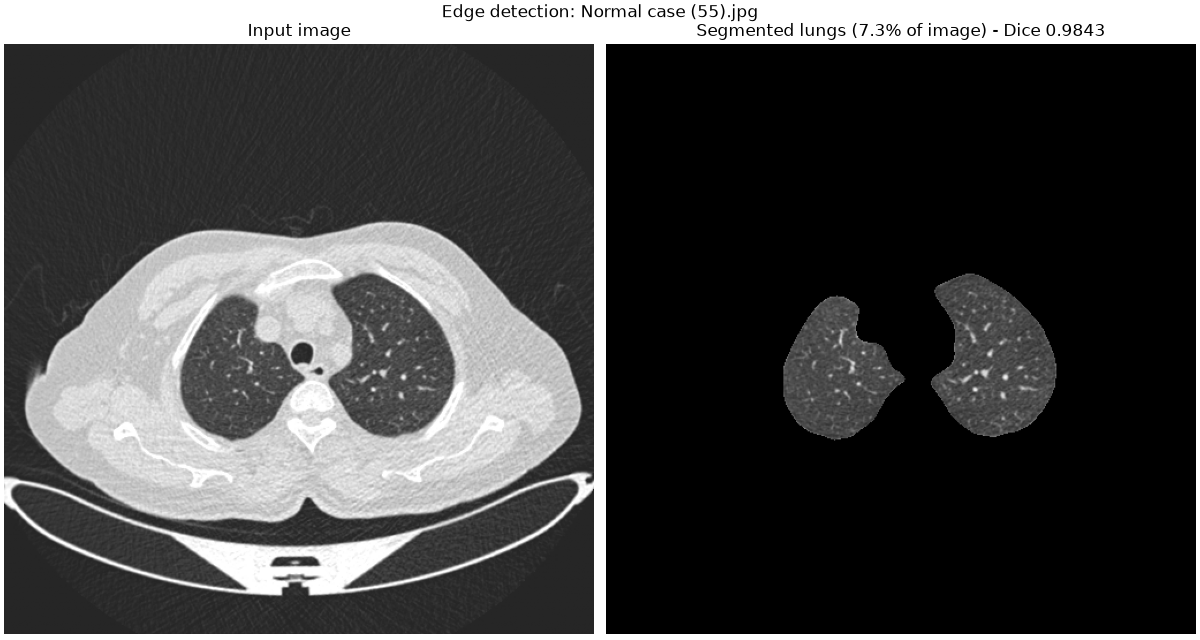 Edge detection: Normal case (55).jpg
Input image
Segmented lungs (7.3% of image) - Dice 0.9843